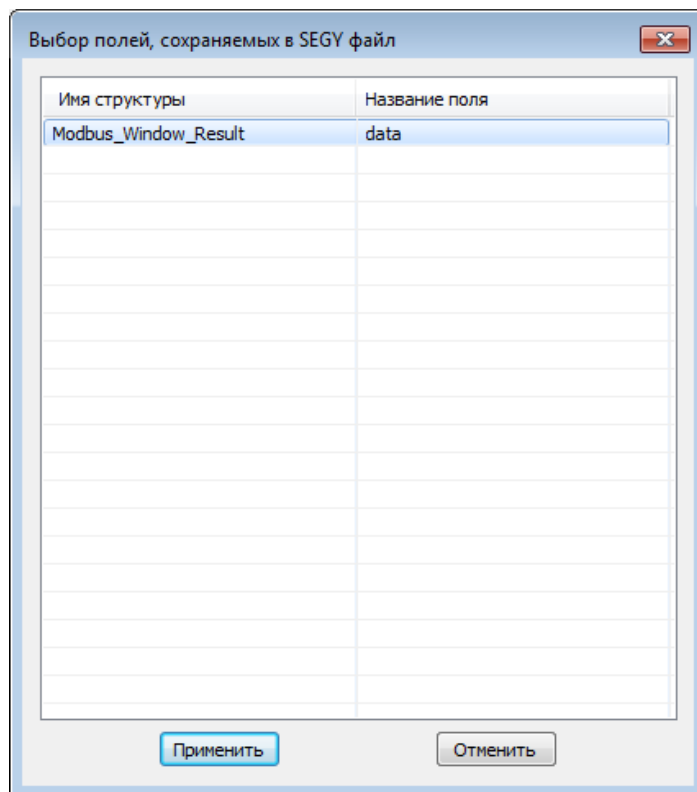 Выбор полей, сохраняемых в SEGY файл
Имя структуры Название поля
Modbus_Window_Result data
Применить Отменить